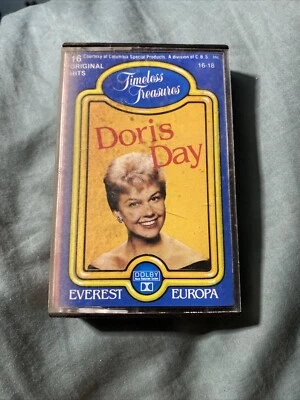 16 Courtesy of Columbia Special Products, A division of C.B.S. Inc.
ORIGINAL 16-16
HITS
Timeless
Treasures
Doris
Day
DOLBY
EVEREST EUROPA